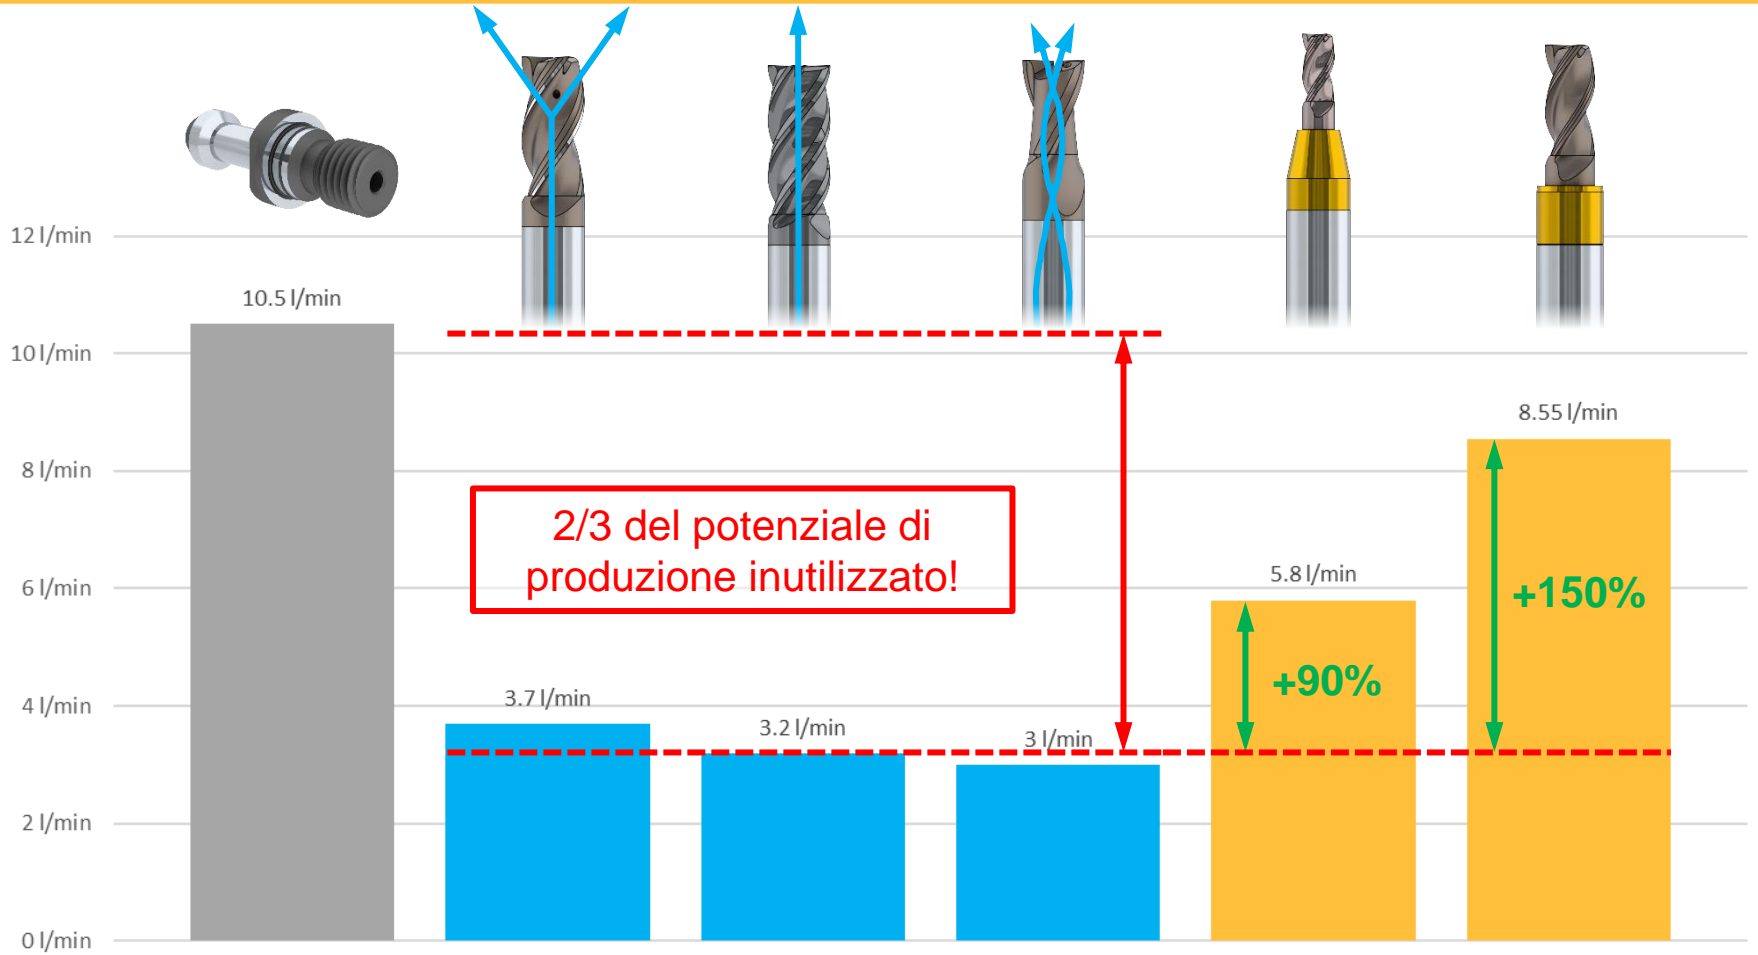 12 l/min
10.5 l/min
10 l/min
8.55 l/min
8 l/min
2/3 del potenziale di
produzione inutilizzato!
6 l/min
5.8 l/min
+150%
+90%
4 l/min
3.7 l/min
3.2 l/min
3 l/min
2 l/min
0 l/min